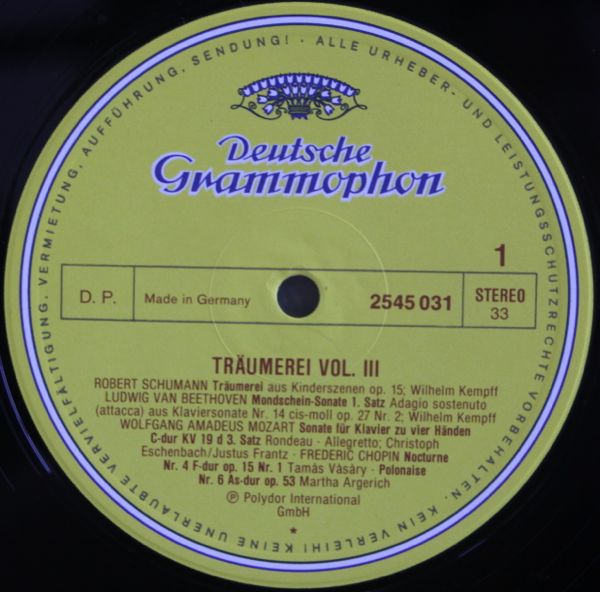 ALLE URHEBER- UND LEISTUNGSSCHUTZRECHTE VORBEHALTEN. KEIN VERLEIH! KEINE UNERLAUBTE VERVIELFÄLTIGUNG, VERMIETUNG, AUFFÜHRUNG, SENDUNG! ·
Deutsche
Grammophon
1
D. P.
Made in Germany
2545 031
STEREO
33
TRÄUMEREI VOL. III
ROBERT SCHUMANN Träumerei aus Kinderszenen op. 15; Wilhelm Kempff
LUDWIG VAN BEETHOVEN Mondschein-Sonate 1. Satz Adagio sostenuto
(attacca) aus Klaviersonate Nr. 14 cis-moll op. 27 Nr. 2; Wilhelm Kempff
WOLFGANG AMADEUS MOZART Sonate für Klavier zu vier Händen
C-dur KV 19 d 3. Satz Rondeau - Allegretto; Christoph
Eschenbach/Justus Frantz · FREDERIC CHOPIN Nocturne
Nr. 4 F-dur op. 15 Nr. 1 Tamás Vásáry · Polonaise
Nr. 6 As-dur op. 53 Martha Argerich
℗ Polydor International
GmbH
*